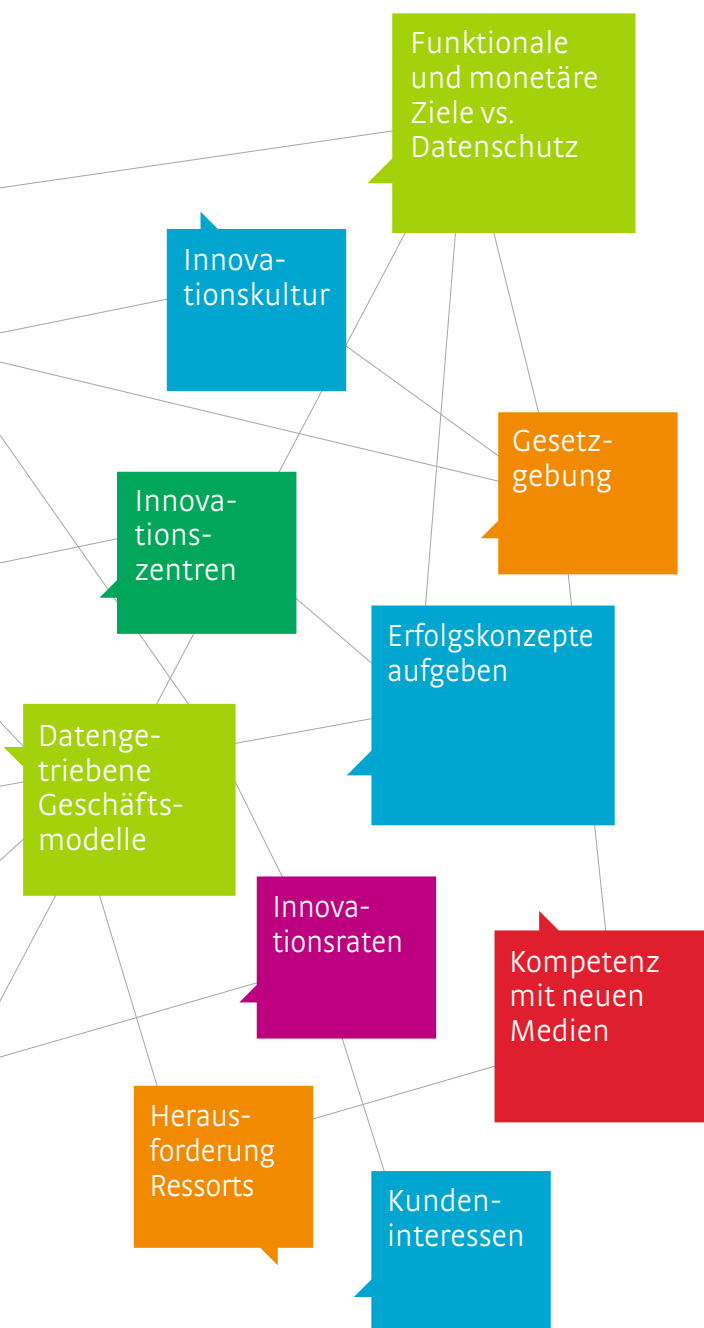 Funktionale
und monetäre
Ziele vs.
Datenschutz
Innova-
tionskultur
Gesetz-
gebung
Innova-
tions-
zentren
Erfolgskonzepte
aufgeben
Datenge-
triebene
Geschäfts-
modelle
Innova-
tionsraten
Kompetenz
mit neuen
Medien
Heraus-
forderung
Ressorts
Kunden-
interessen